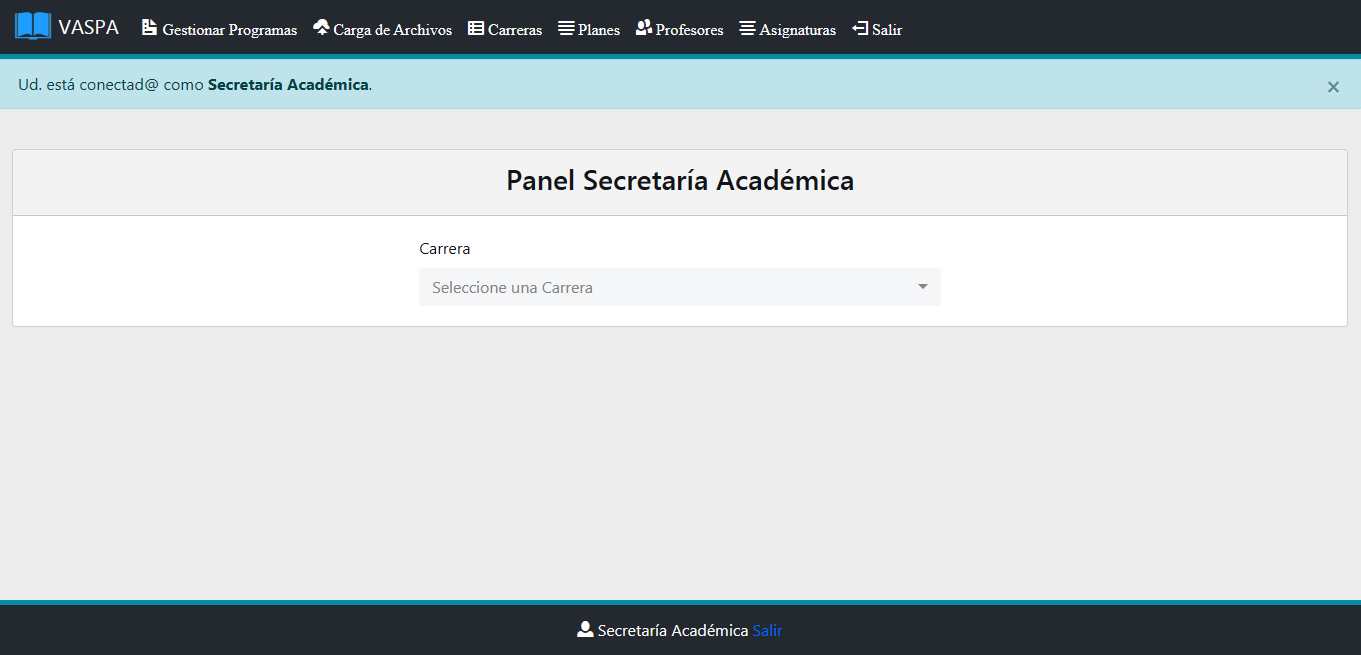 VASPA Gestionar Programas Carga de Archivos Carreras Planes Profesores Asignaturas Salir
Ud. está conectad@ como Secretaría Académica. ×
Panel Secretaría Académica
Carrera
Seleccione una Carrera
Secretaría Académica Salir